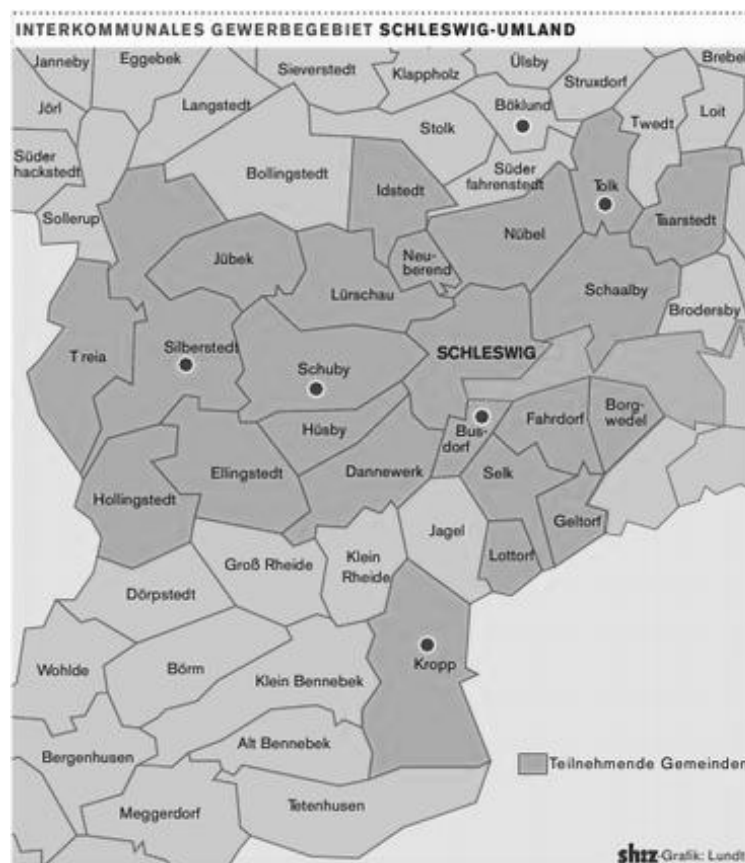 INTERKOMMUNALES GEWERBEGEBIET SCHLESWIG-UMLAND
Janneby
Eggebek
Sieverstedt
Klappholz
Ülsby
Struxdorf
Brebel
Jörl
Langstedt
Stolk
Böklund
Twedt
Loit
Süder
hackstedt
Bollingstedt
Idstedt
Süder
fahrenstedt
Tolk
Taarstedt
Sollerup
Jübek
Neu-
berend
Nübel
Lürschau
Schaalby
Brodersby
Treia
Silberstedt
Schuby
SCHLESWIG
Hüsby
Bus-
dorf
Fahrdorf
Borg-
wedel
Hollingstedt
Ellingstedt
Dannewerk
Selk
Geltorf
Jagel
Lottorf
Groß Rheide
Klein
Rheide
Dörpstedt
Wohlde
Börm
Klein Bennebek
Kropp
Bergenhusen
Alt Bennebek
Teilnehmende Gemeinden
Meggerdorf
Tetenhusen
sh:z-Grafik: Lundt